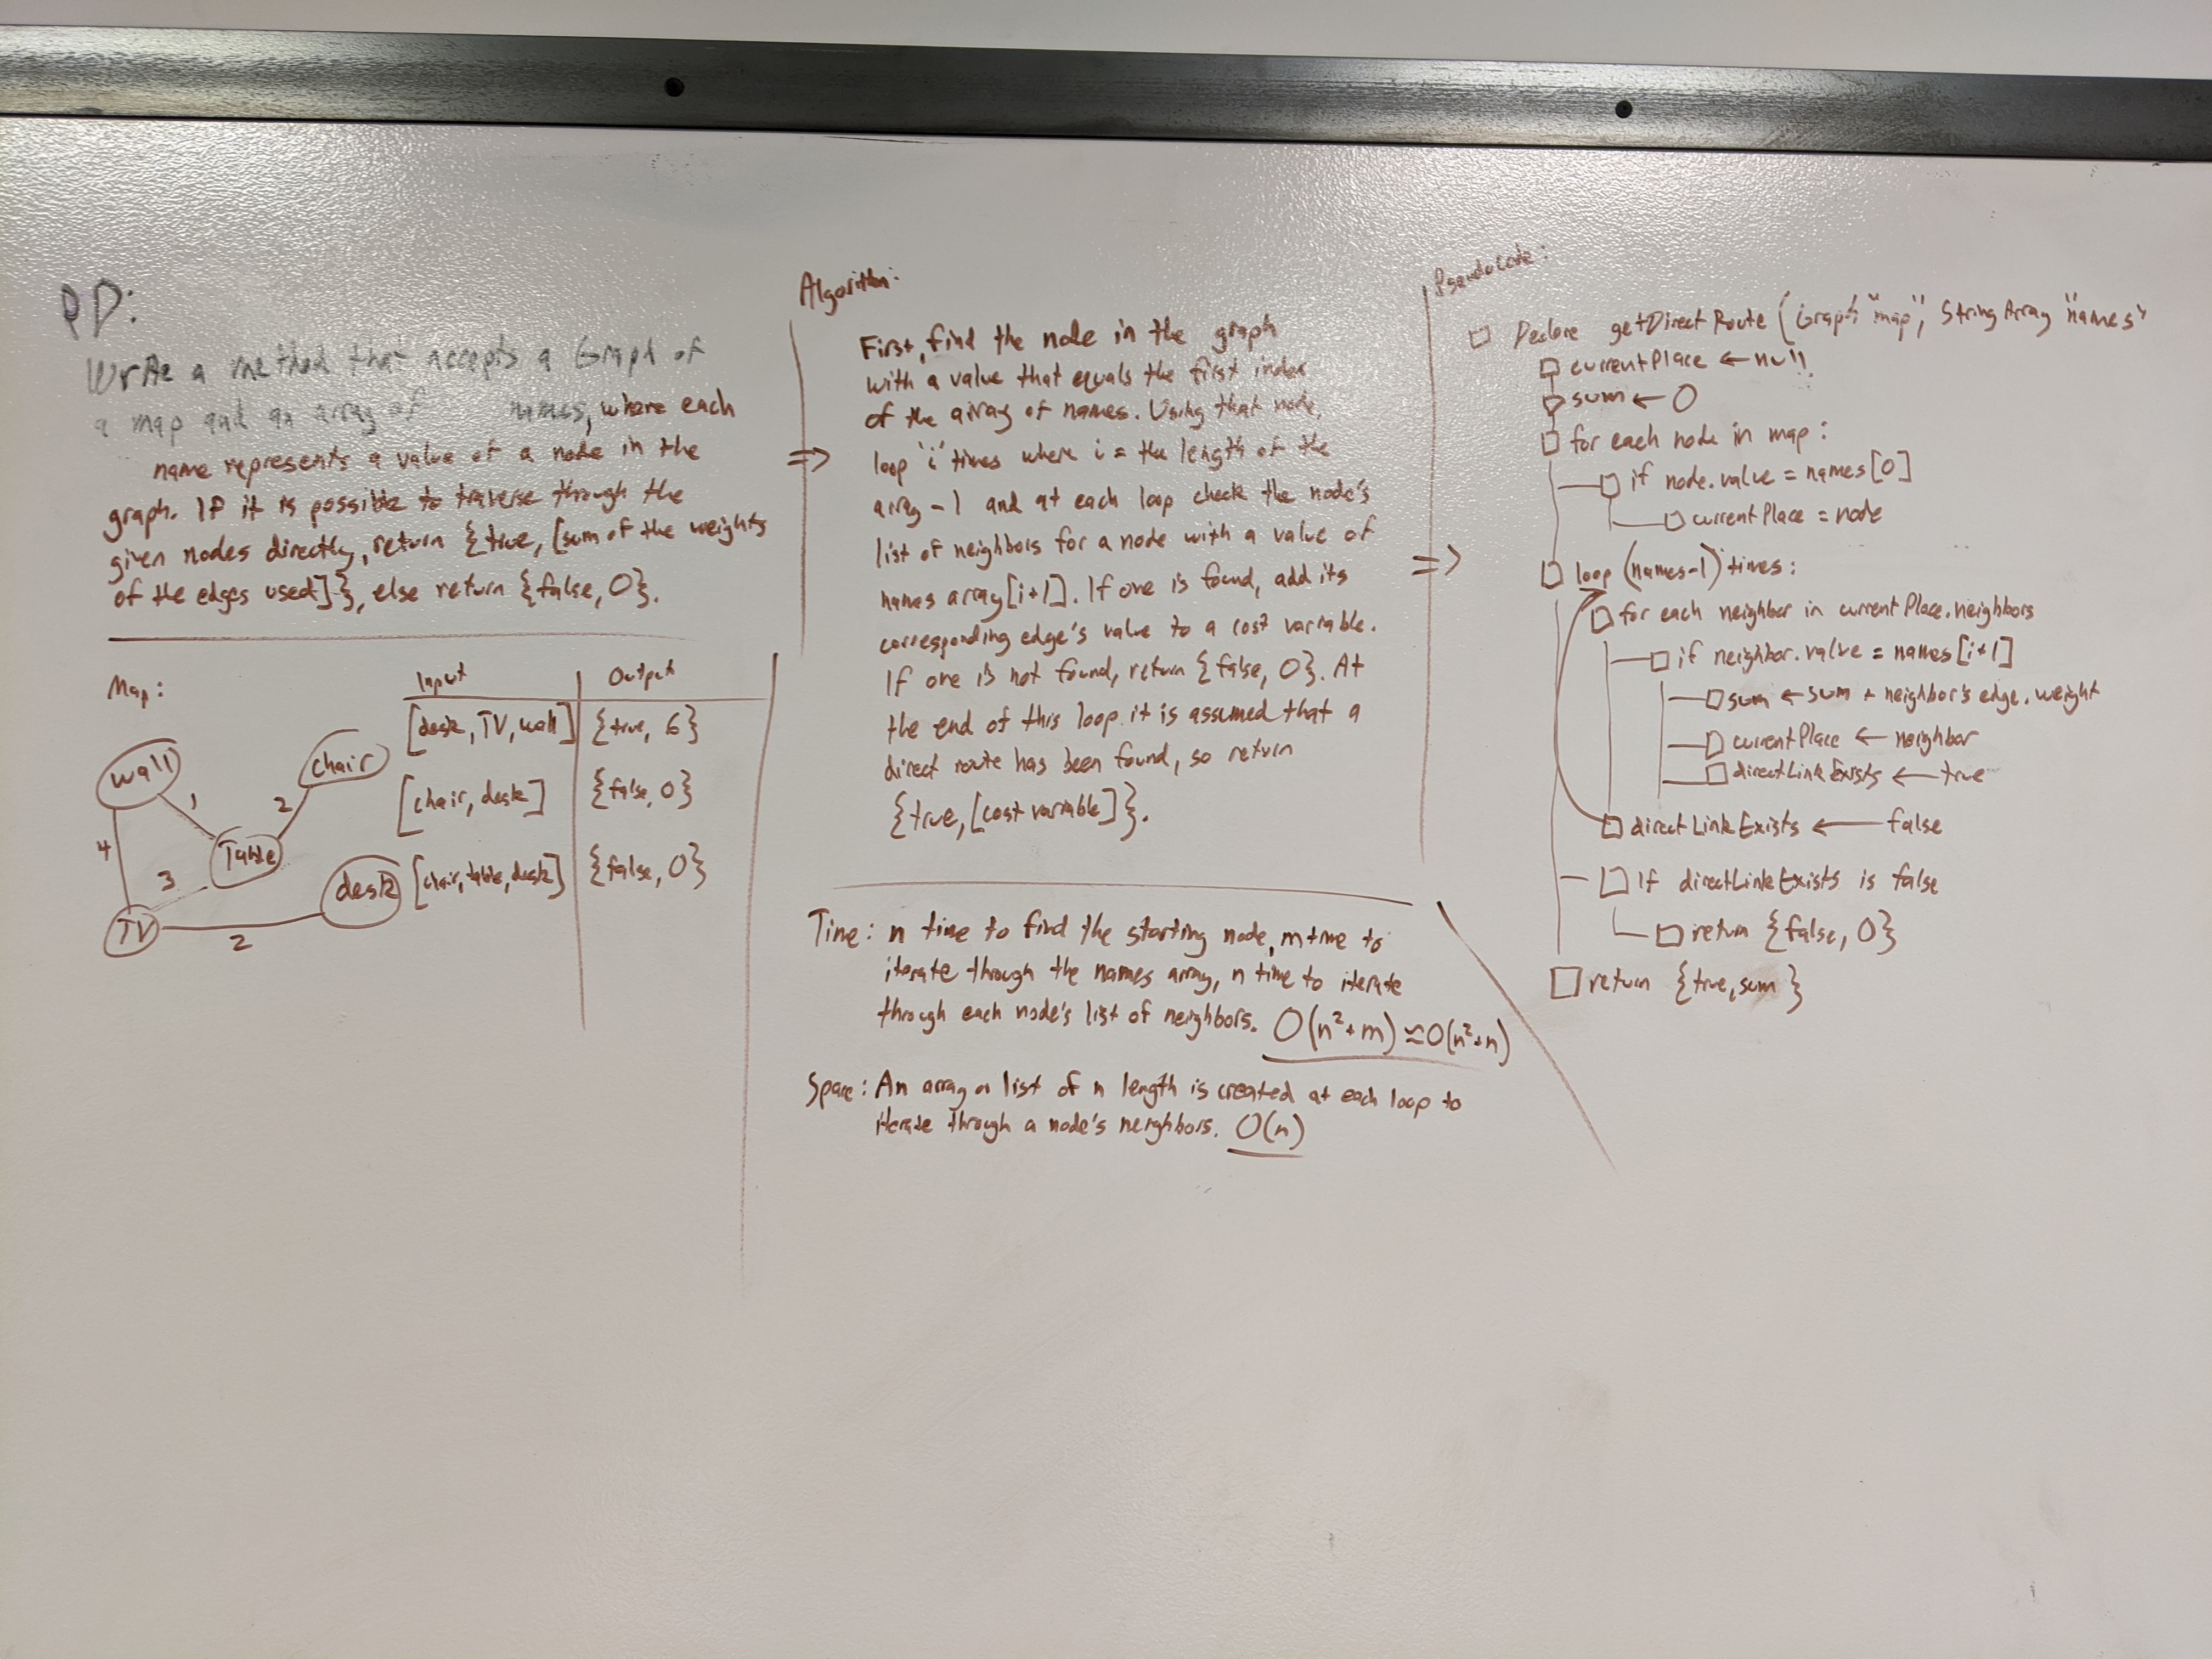 PD:
Write a method that accepts a Graph of
a map and an array of names, where each
name represents a value of a node in the
graph. If it is possible to traverse through the
given nodes directly, return {true, [sum of the weights
of the edges used]}, else return {false, 0}.
Map:
wall
chair
1
2
4
Table
3
desk
TV
2
Input Output
[desk, TV, wall] {true, 6}
[chair, desk] {false, 0}
[chair, table, desk] {false, 0}
Algorithm:
First, find the node in the graph
with a value that equals the first index
of the array of names. Using that node,
loop 'i' times where i = the length of the
array - 1 and at each loop check the node's
list of neighbors for a node with a value of
names array[i+1]. If one is found, add its
corresponding edge's value to a cost variable.
If one is not found, return {false, 0}. At
the end of this loop it is assumed that a
direct route has been found, so return
{true, [cost variable]}.
Time: n time to find the starting node, m time to
iterate through the names array, n time to iterate
through each node's list of neighbors. O(n²+m) ≈O(n²+n)
Space: An array or list of n length is created at each loop to
iterate through a node's neighbors. O(n)
Pseudocode:
Declare getDirectRoute (Graph "map", StringArray "names"
currentPlace ← null
sum ← 0
for each node in map:
if node.value = names[0]
currentPlace = node
loop (names-1) times:
for each neighbor in currentPlace.neighbors
if neighbor.value = names[i+1]
sum ← sum + neighbor's edge.weight
currentPlace ← neighbor
directLinkExists ← true
directLinkExists ← false
If directLinkExists is false
return {false, 0}
return {true, sum}